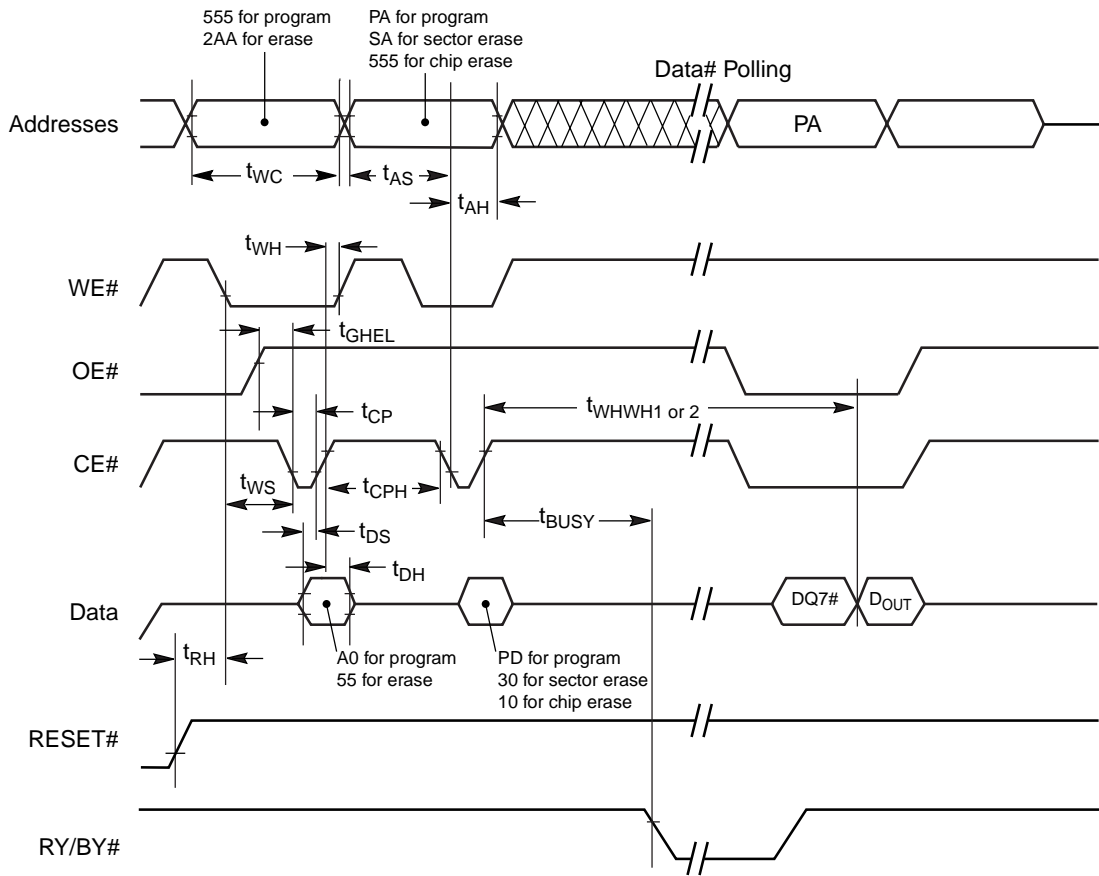 555 for program
2AA for erase
PA for program
SA for sector erase
555 for chip erase
Data# Polling
Addresses
PA
tWC
tAS
tAH
tWH
WE#
tGHEL
OE#
tWHWH1 or 2
tCP
CE#
tWS
tCPH
tBUSY
tDS
tDH
Data
DQ7#
DOUT
tRH
A0 for program
55 for erase
PD for program
30 for sector erase
10 for chip erase
RESET#
RY/BY#